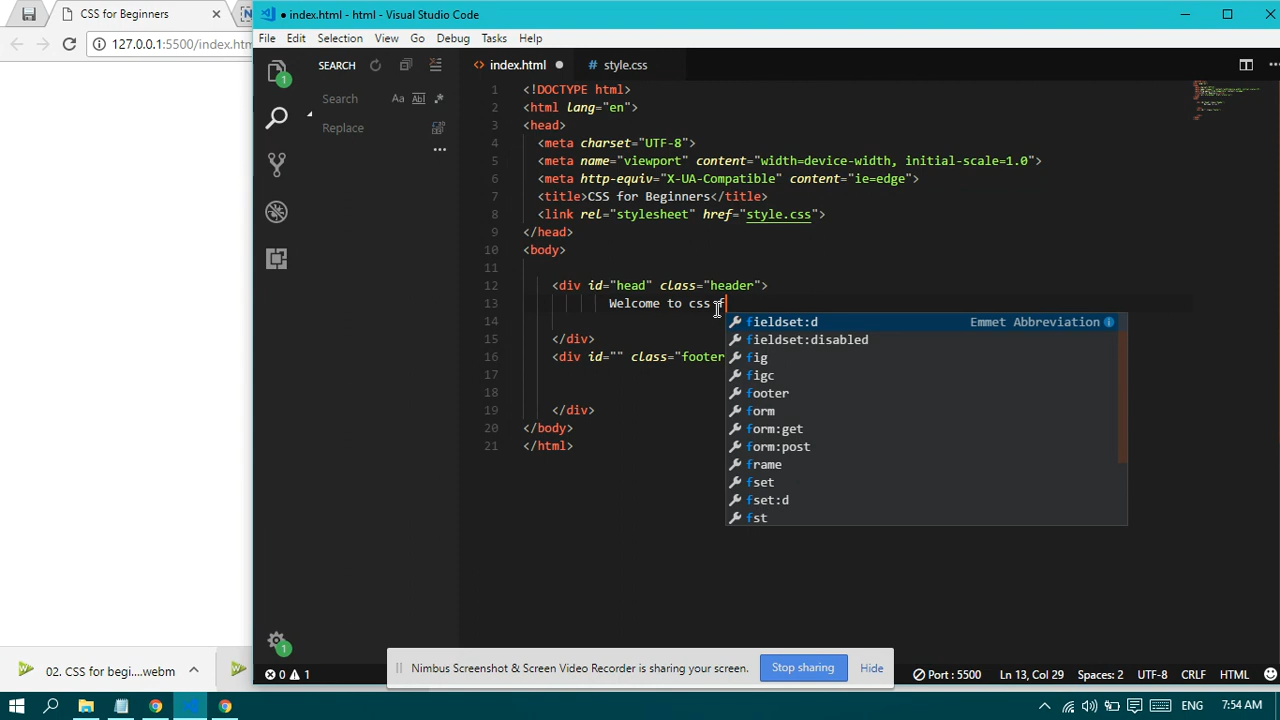 CSS for Beginners
127.0.0.1:5500/index.htm
index.html - html - Visual Studio Code
File Edit Selection View Go Debug Tasks Help
SEARCH
Search
Aa
Replace
index.html
# style.css
1 <!DOCTYPE html>
2 <html lang="en">
3 <head>
4 <meta charset="UTF-8">
5 <meta name="viewport" content="width=device-width, initial-scale=1.0">
6 <meta http-equiv="X-UA-Compatible" content="ie=edge">
7 <title>CSS for Beginners</title>
8 <link rel="stylesheet" href="style.css">
9 </head>
10 <body>
11
12 <div id="head" class="header">
13 Welcome to css f
14
15 </div>
16 <div id="" class="footer
17
18
19 </div>
20 </body>
21 </html>
fieldset:d Emmet Abbreviation
fieldset:disabled
fig
figc
footer
form
form:get
form:post
frame
fset
fset:d
fst
1
1
02. CSS for begi....webm
Nimbus Screenshot & Screen Video Recorder is sharing your screen. Stop sharing Hide
0 1 Port : 5500 Ln 13, Col 29 Spaces: 2 UTF-8 CRLF HTML
ENG 7:54 AM